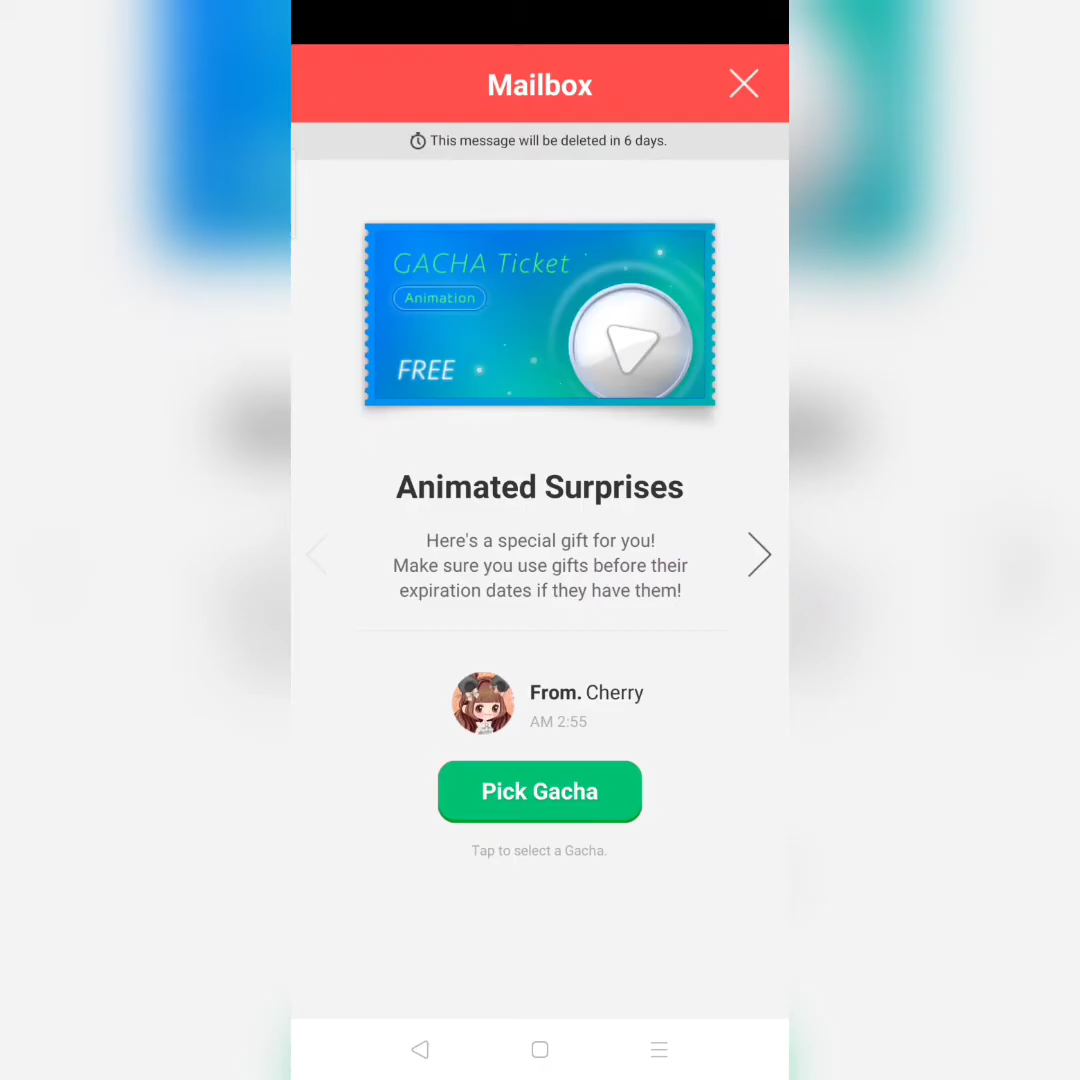 Mailbox
This message will be deleted in 6 days.
GACHA Ticket
Animation
FREE
Animated Surprises
Here's a special gift for you!
Make sure you use gifts before their
expiration dates if they have them!
From. Cherry
AM 2:55
Pick Gacha
Tap to select a Gacha.